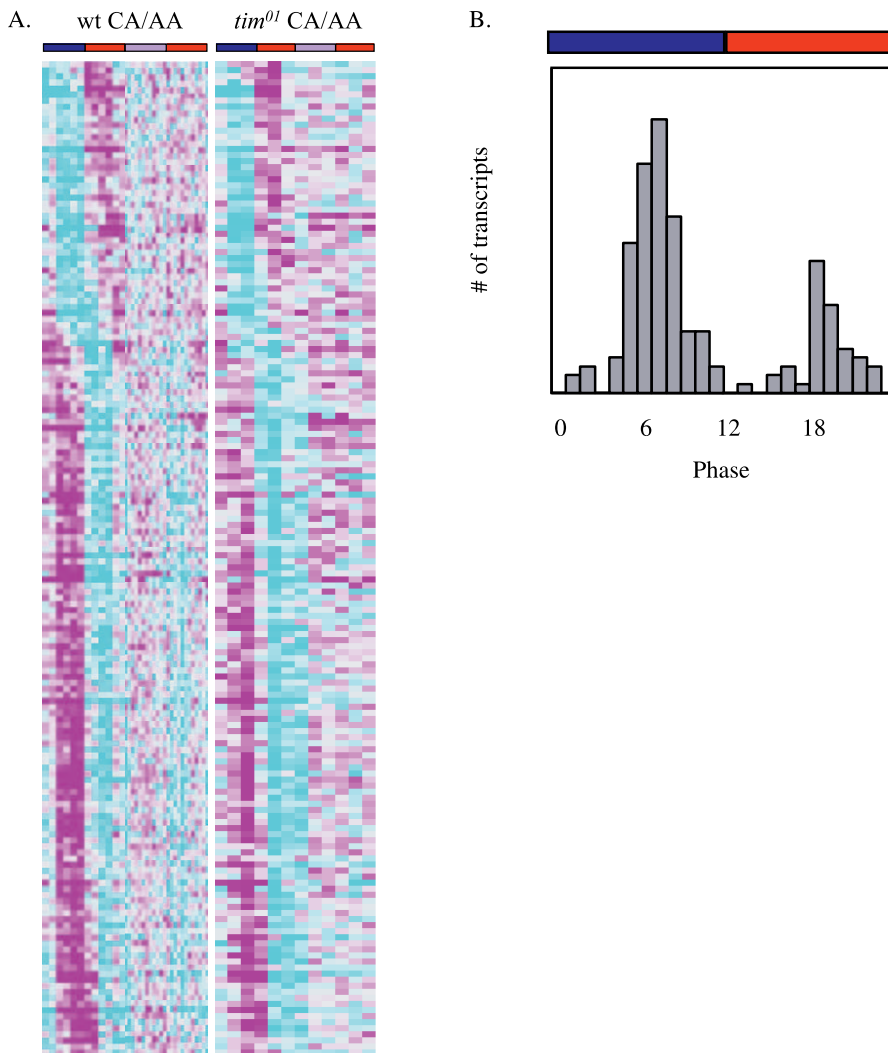 A.
wt CA/AA
tim01 CA/AA
B.
# of transcripts
0 6 12 18
Phase